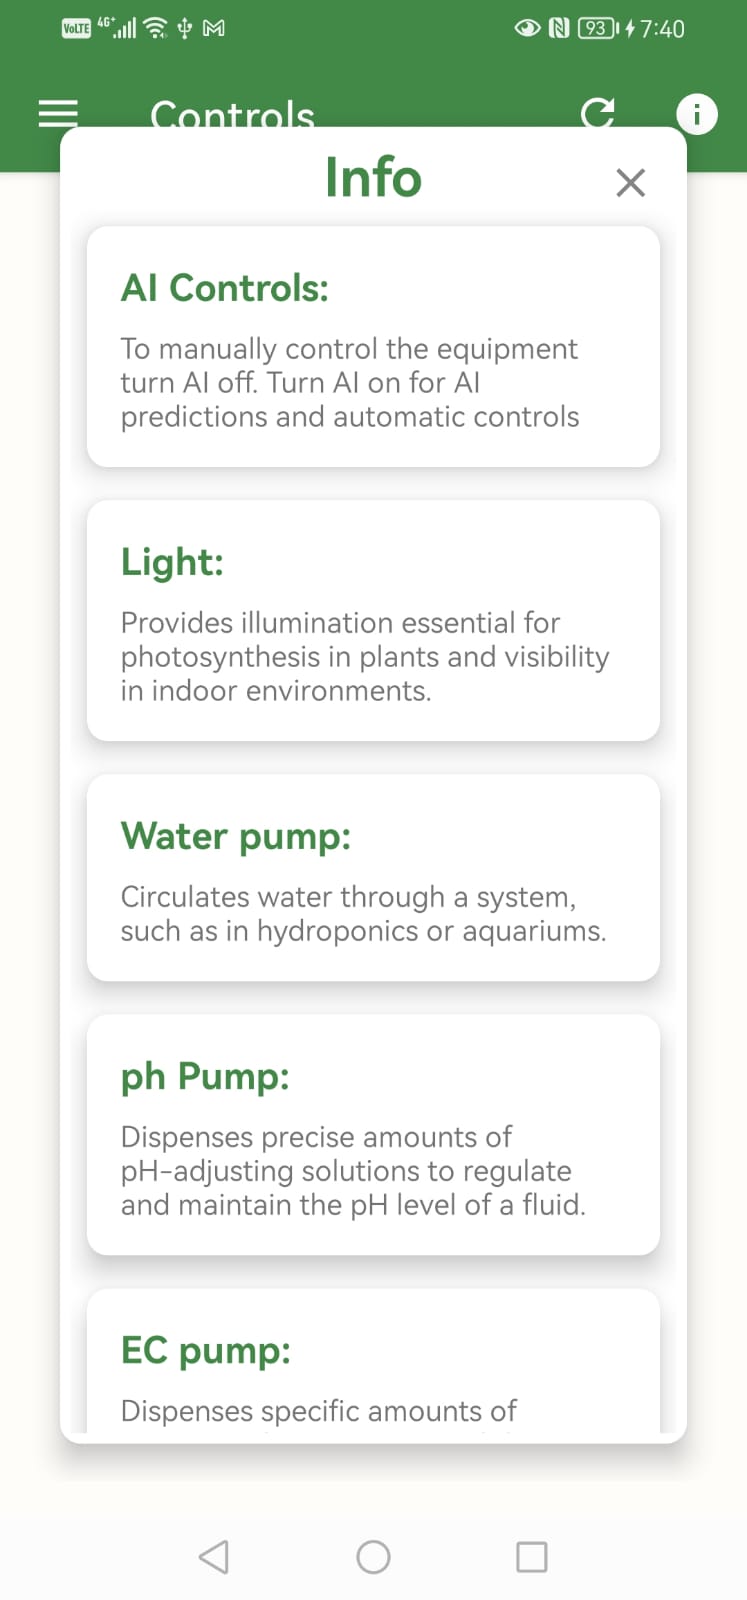 VoLTE 4G+ 93 7:40
Controls
Info
AI Controls:
To manually control the equipment
turn AI off. Turn AI on for AI
predictions and automatic controls
Light:
Provides illumination essential for
photosynthesis in plants and visibility
in indoor environments.
Water pump:
Circulates water through a system,
such as in hydroponics or aquariums.
ph Pump:
Dispenses precise amounts of
pH-adjusting solutions to regulate
and maintain the pH level of a fluid.
EC pump:
Dispenses specific amounts of